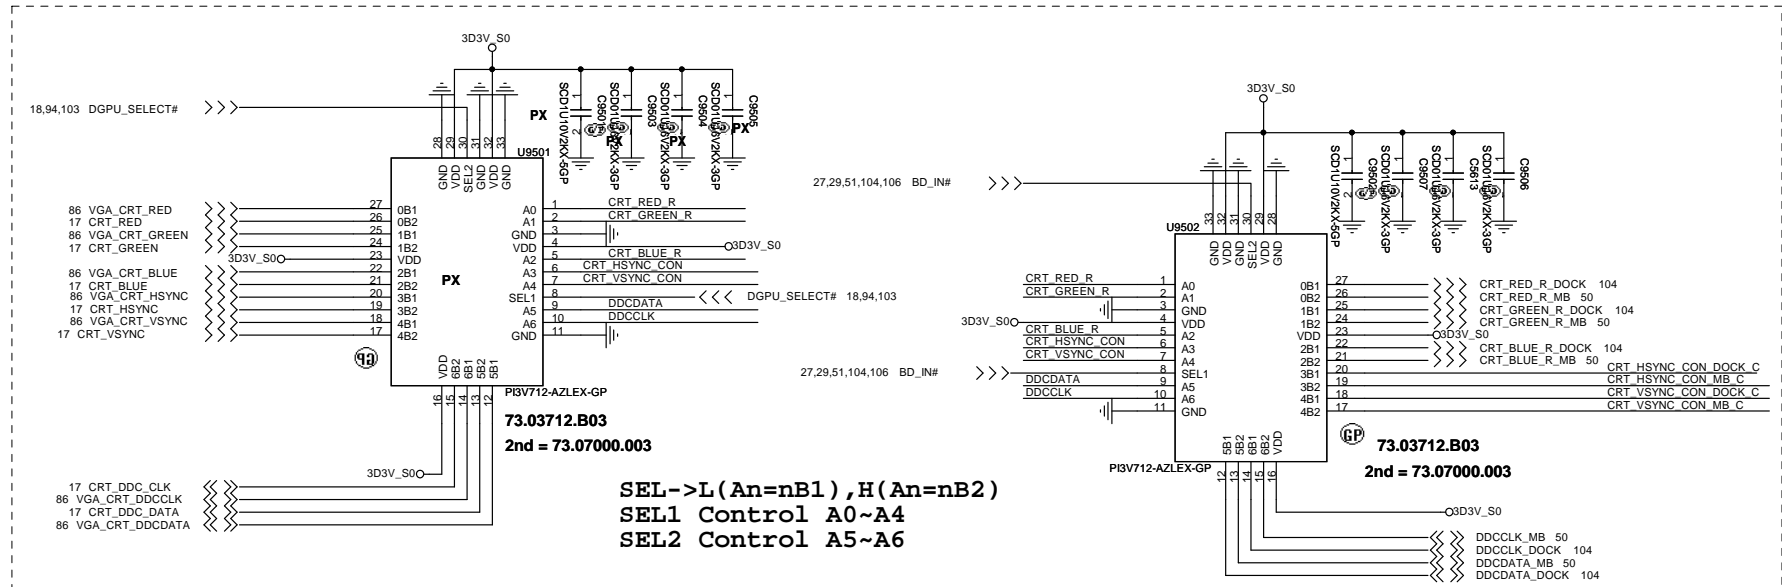 3D3V_S0
18,94,103 DGPU_SELECT#
PX
SCD1U10V2KX-5GP
C9503
SCD01U16V2KX-3GP
C9504
SCD01U16V2KX-3GP
C9505
SCD01U16V2KX-3GP
PX
PX
PX
1
2
1
1
1
U9501
28 29 30 31 32 33
GND VDD SEL2 GND VDD GND
86 VGA_CRT_RED 27 0B1
17 CRT_RED 26 0B2
86 VGA_CRT_GREEN 25 1B1
17 CRT_GREEN 24 1B2
3D3V_S0 23 VDD
86 VGA_CRT_BLUE 22 2B1
17 CRT_BLUE 21 2B2
86 VGA_CRT_HSYNC 20 3B1
17 CRT_HSYNC 19 3B2
86 VGA_CRT_VSYNC 18 4B1
17 CRT_VSYNC 17 4B2
PX
A0 1 CRT_RED_R
A1 2 CRT_GREEN_R
GND 3
VDD 4 3D3V_S0
A2 5 CRT_BLUE_R
A3 6 CRT_HSYNC_CON
A4 7 CRT_VSYNC_CON
SEL1 8 DGPU_SELECT# 18,94,103
A5 9 DDCDATA
A6 10 DDCCLK
GND 11
VDD 6B2 6B1 5B2 5B1
16 15 14 13 12
GP
PI3V712-AZLEX-GP
73.03712.B03
2nd = 73.07000.003
3D3V_S0
17 CRT_DDC_CLK
86 VGA_CRT_DDCCLK
17 CRT_DDC_DATA
86 VGA_CRT_DDCDATA
SEL->L(An=nB1),H(An=nB2)
SEL1 Control A0~A4
SEL2 Control A5~A6
3D3V_S0
27,29,51,104,106 BD_IN#
SCD1U10V2KX-5GP
C9507
SCD01U16V2KX-3GP
C5613
SCD01U16V2KX-3GP
C9506
SCD01U16V2KX-3GP
1
2
1
1
1
U9502
33 32 31 30 29 28
GND VDD GND SEL2 VDD GND
CRT_RED_R 1 A0
CRT_GREEN_R 2 A1
3 GND
3D3V_S0 4 VDD
CRT_BLUE_R 5 A2
CRT_HSYNC_CON 6 A3
CRT_VSYNC_CON 7 A4
27,29,51,104,106 BD_IN# 8 SEL1
DDCDATA 9 A5
DDCCLK 10 A6
11 GND
0B1 27 CRT_RED_R_DOCK 104
0B2 26 CRT_RED_R_MB 50
1B1 25 CRT_GREEN_R_DOCK 104
1B2 24 CRT_GREEN_R_MB 50
VDD 23 3D3V_S0
2B1 22 CRT_BLUE_R_DOCK 104
2B2 21 CRT_BLUE_R_MB 50
3B1 20 CRT_HSYNC_CON_DOCK_C
3B2 19 CRT_HSYNC_CON_MB_C
4B1 18 CRT_VSYNC_CON_DOCK_C
4B2 17 CRT_VSYNC_CON_MB_C
5B1 5B2 6B1 6B2 VDD
12 13 14 15 16
PI3V712-AZLEX-GP
GP
73.03712.B03
2nd = 73.07000.003
3D3V_S0
DDCCLK_MB 50
DDCCLK_DOCK 104
DDCDATA_MB 50
DDCDATA_DOCK 104